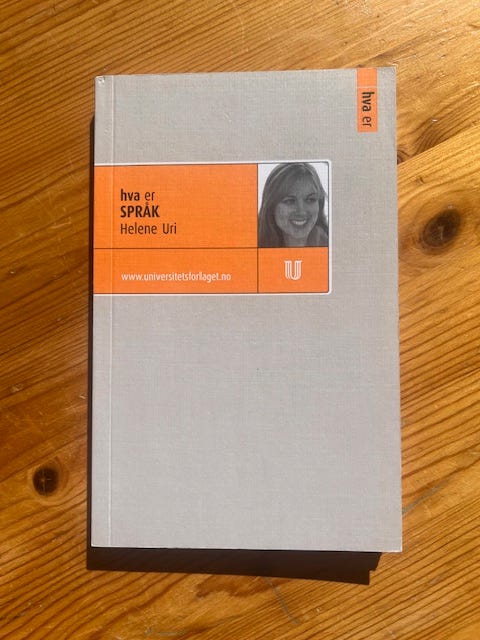 hva er
hva er
SPRÅK
Helene Uri
www.universitetsforlaget.no
U